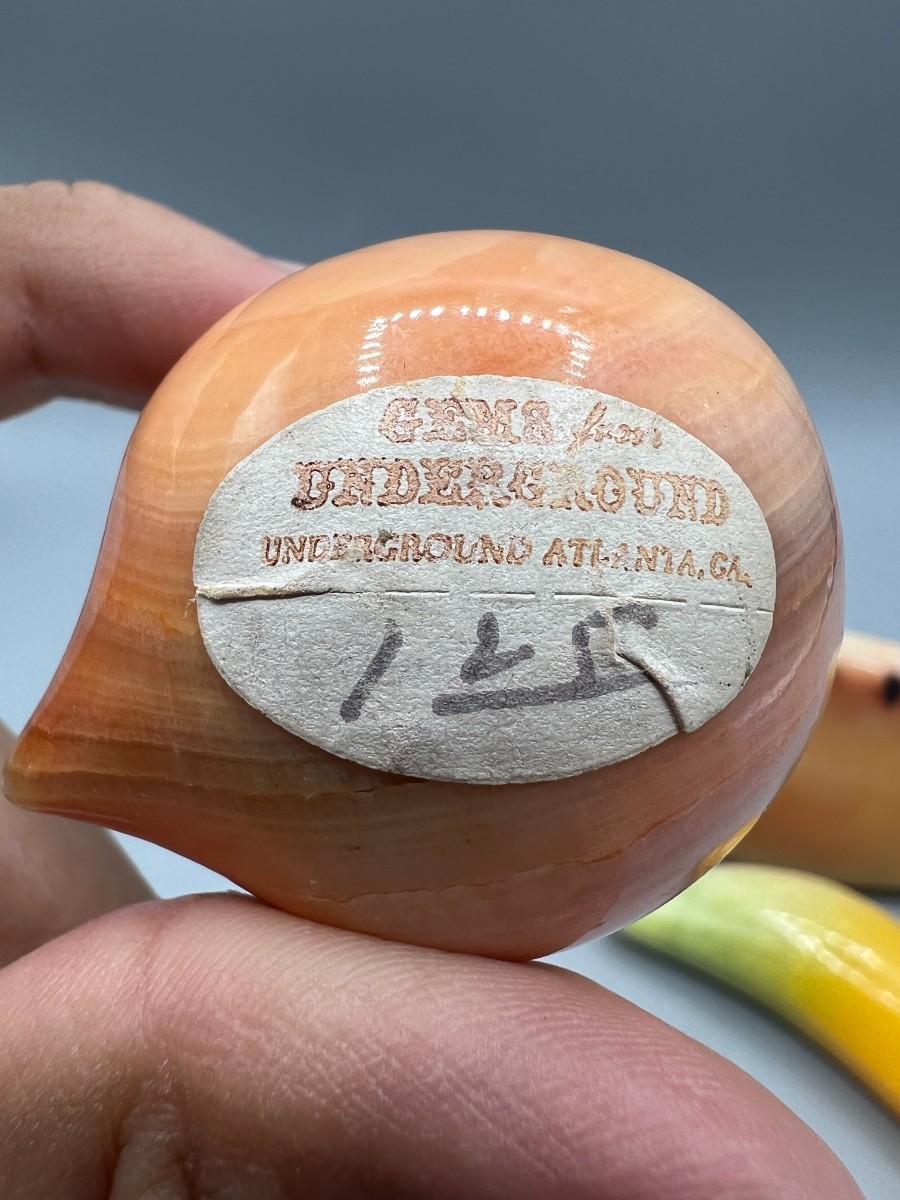 GEMS from
UNDERGROUND
UNDERGROUND ATLANTA, GA.
1 25